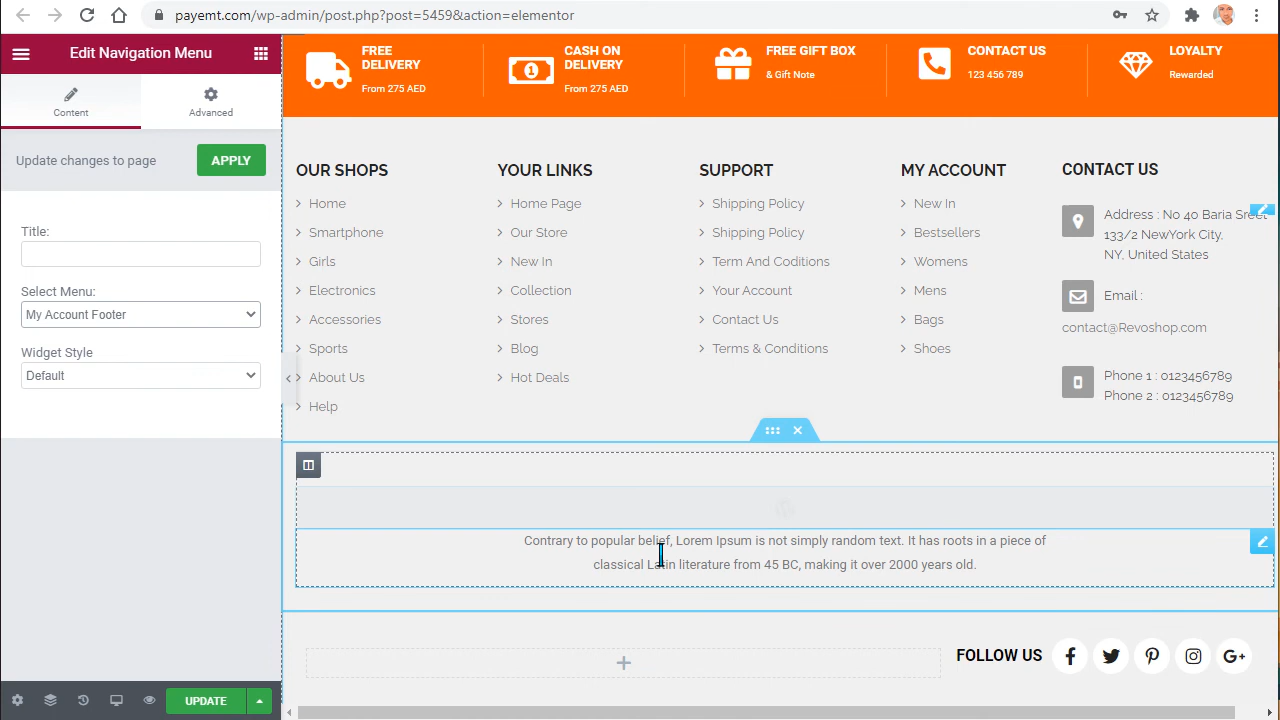 payemt.com/wp-admin/post.php?post=5459&action=elementor
Edit Navigation Menu
Content
Advanced
Update changes to page
APPLY
Title:
Select Menu:
My Account Footer
Widget Style
Default
UPDATE
FREE
DELIVERY
From 275 AED
CASH ON
DELIVERY
From 275 AED
FREE GIFT BOX
& Gift Note
CONTACT US
123 456 789
LOYALTY
Rewarded
OUR SHOPS
Home
Smartphone
Girls
Electronics
Accessories
Sports
About Us
Help
YOUR LINKS
Home Page
Our Store
New In
Collection
Stores
Blog
Hot Deals
SUPPORT
Shipping Policy
Shipping Policy
Term And Coditions
Your Account
Contact Us
Terms & Conditions
MY ACCOUNT
New In
Bestsellers
Womens
Mens
Bags
Shoes
CONTACT US
Address : No 40 Baria Sreet
133/2 NewYork City,
NY, United States
Email :
contact@Revoshop.com
Phone 1 : 0123456789
Phone 2 : 0123456789
Contrary to popular belief, Lorem Ipsum is not simply random text. It has roots in a piece of
classical Latin literature from 45 BC, making it over 2000 years old.
FOLLOW US